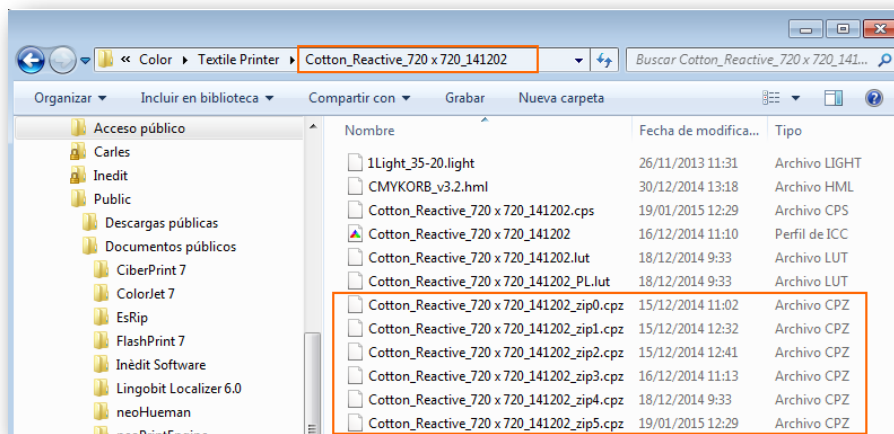 « Color ▸ Textile Printer ▸ Cotton_Reactive_720 x 720_141202
Buscar Cotton_Reactive_720 x 720_141...
Organizar Incluir en biblioteca Compartir con Grabar Nueva carpeta
Acceso público
Carles
Inedit
Public
Descargas públicas
Documentos públicos
CiberPrint 7
ColorJet 7
EsRip
FlashPrint 7
Inèdit Software
Lingobit Localizer 6.0
neoHueman
neoPrintEngine
Nombre Fecha de modifica... Tipo
1Light_35-20.light 26/11/2013 11:31 Archivo LIGHT
CMYKORB_v3.2.hml 30/12/2014 13:18 Archivo HML
Cotton_Reactive_720 x 720_141202.cps 19/01/2015 12:29 Archivo CPS
Cotton_Reactive_720 x 720_141202 16/12/2014 11:10 Perfil de ICC
Cotton_Reactive_720 x 720_141202.lut 18/12/2014 9:33 Archivo LUT
Cotton_Reactive_720 x 720_141202_PL.lut 18/12/2014 9:33 Archivo LUT
Cotton_Reactive_720 x 720_141202_zip0.cpz 15/12/2014 11:02 Archivo CPZ
Cotton_Reactive_720 x 720_141202_zip1.cpz 15/12/2014 12:32 Archivo CPZ
Cotton_Reactive_720 x 720_141202_zip2.cpz 15/12/2014 12:41 Archivo CPZ
Cotton_Reactive_720 x 720_141202_zip3.cpz 16/12/2014 11:13 Archivo CPZ
Cotton_Reactive_720 x 720_141202_zip4.cpz 18/12/2014 9:33 Archivo CPZ
Cotton_Reactive_720 x 720_141202_zip5.cpz 19/01/2015 12:29 Archivo CPZ